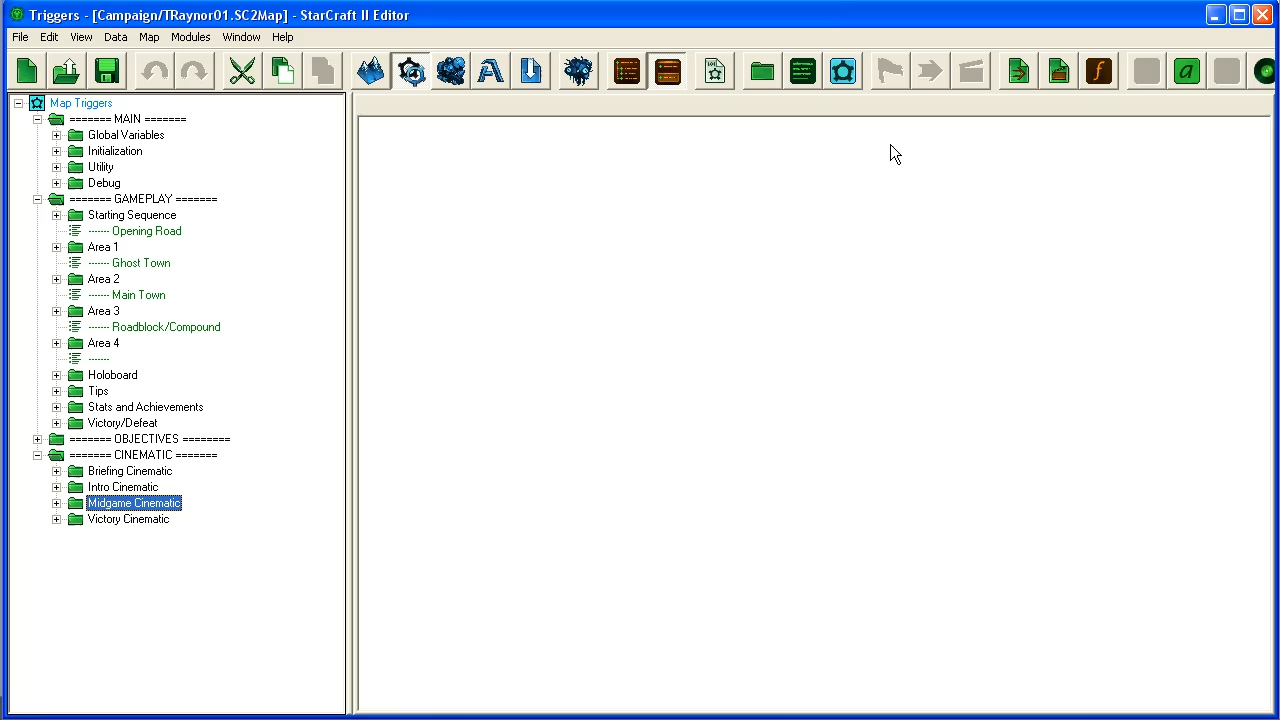 Triggers - [Campaign/TRaynor01.SC2Map] - StarCraft II Editor
File Edit View Data Map Modules Window Help
Map Triggers
======= MAIN =======
Global Variables
Initialization
Utility
Debug
======= GAMEPLAY =======
Starting Sequence
------ Opening Road
Area 1
------ Ghost Town
Area 2
------ Main Town
Area 3
------ Roadblock/Compound
Area 4
------
Holoboard
Tips
Stats and Achievements
Victory/Defeat
======= OBJECTIVES ========
======= CINEMATIC =======
Briefing Cinematic
Intro Cinematic
Midgame Cinematic
Victory Cinematic